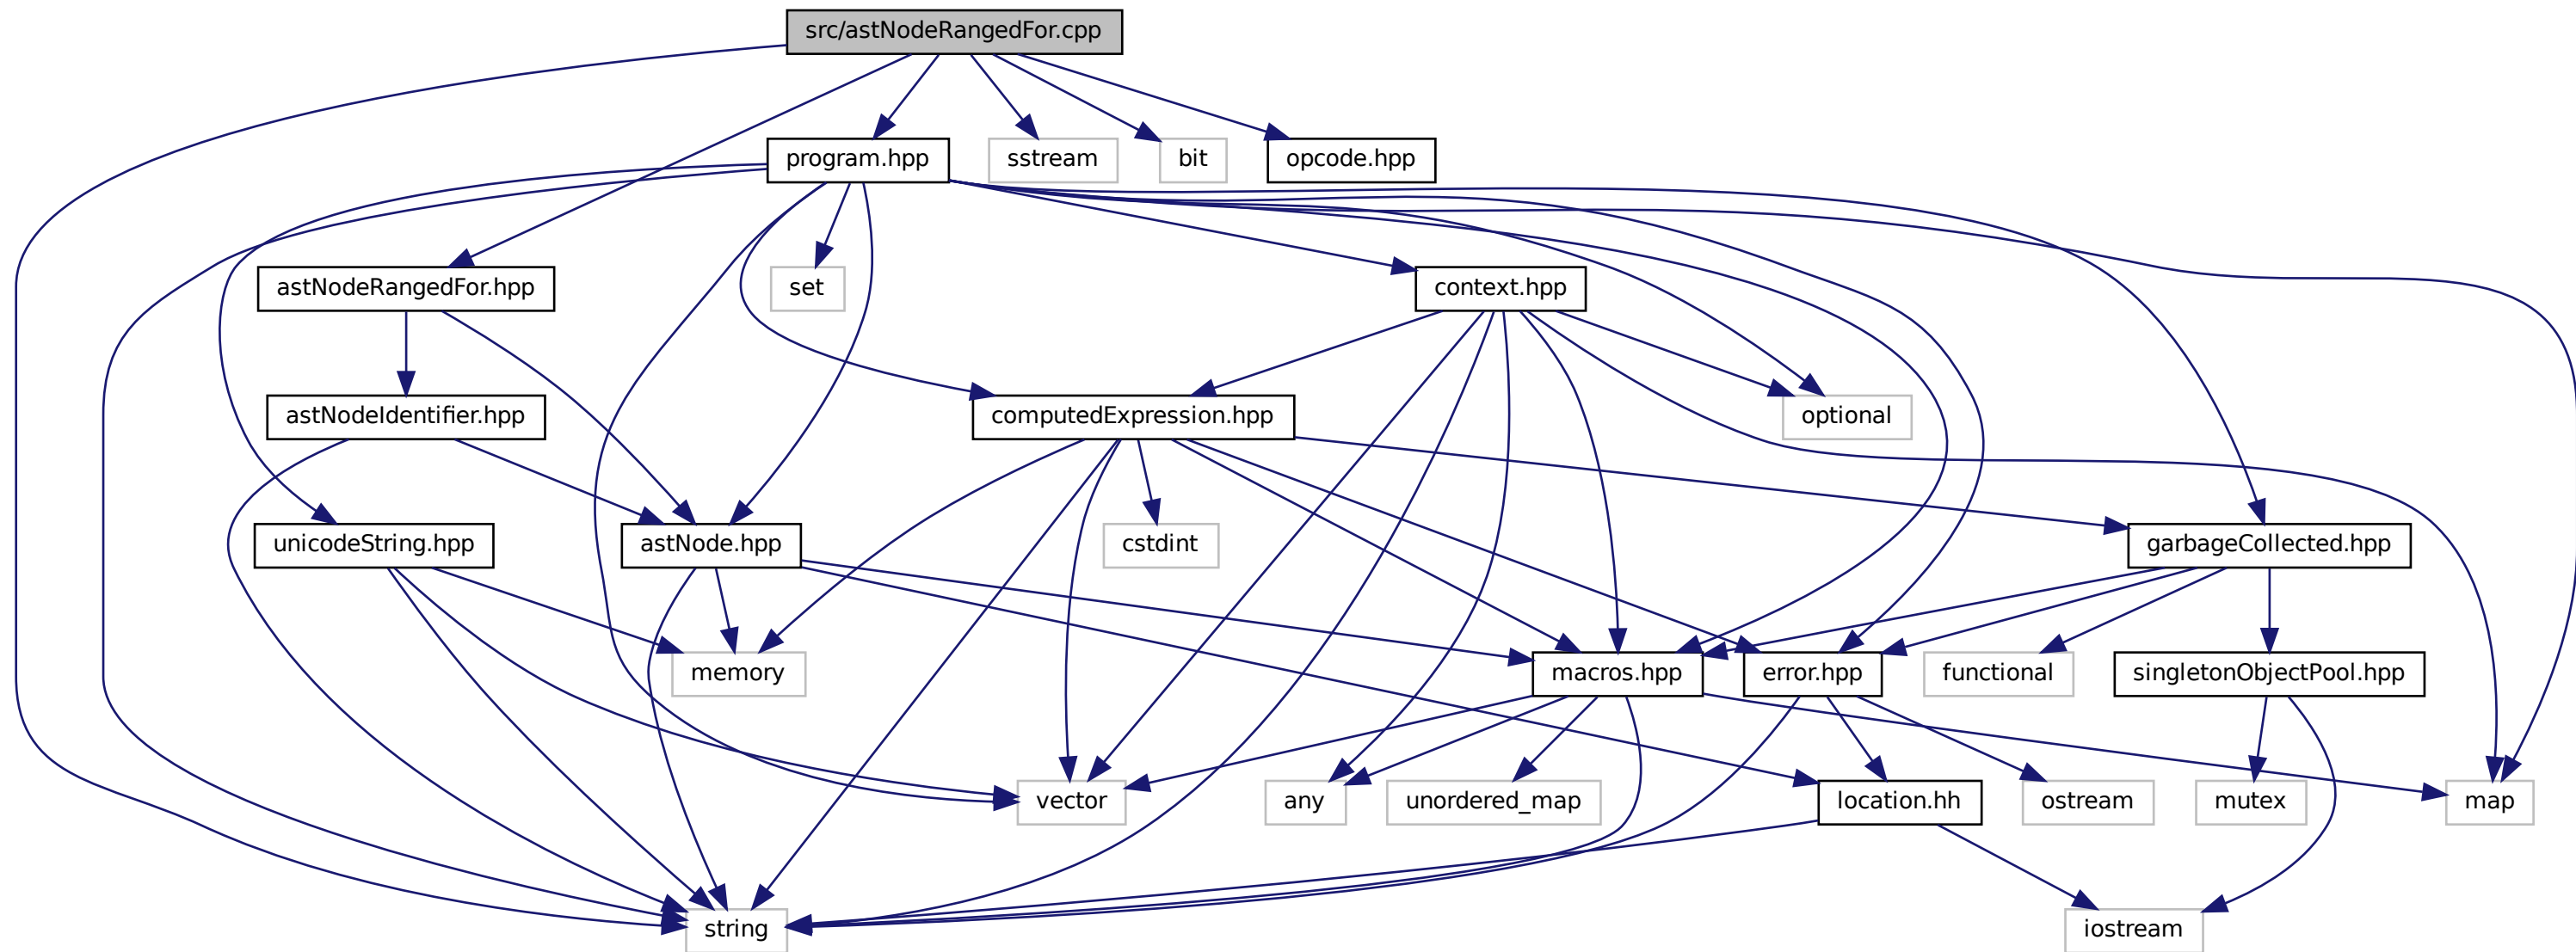 src/astNodeRangedFor.cpp
program.hpp
sstream
bit
opcode.hpp
astNodeRangedFor.hpp
set
context.hpp
astNodeIdentifier.hpp
computedExpression.hpp
optional
unicodeString.hpp
astNode.hpp
cstdint
garbageCollected.hpp
memory
macros.hpp
error.hpp
functional
singletonObjectPool.hpp
vector
any
unordered_map
location.hh
ostream
mutex
map
string
iostream